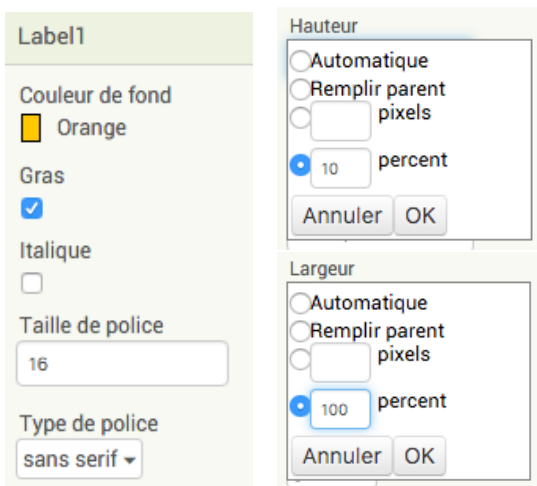 Label1
Couleur de fond
Orange
Gras
Italique
Taille de police
16
Type de police
sans serif
Hauteur
Automatique
Remplir parent
pixels
10 percent
Annuler OK
Largeur
Automatique
Remplir parent
pixels
100 percent
Annuler OK